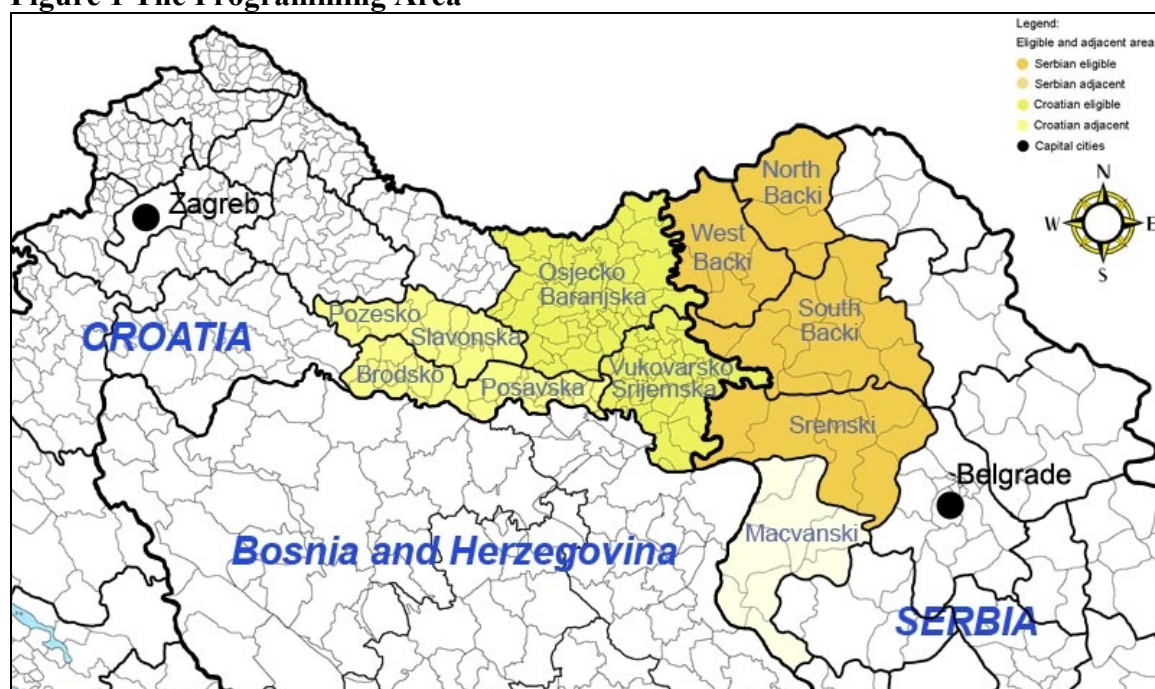 Figure 1 The Programming Area
Legend:
Eligible and adjacent area
Serbian eligible
Serbian adjacent
Croatian eligible
Croatian adjacent
Capital cities
N
W E
S
North
Backi
Zagreb
West
Backi
Osjecko
Baranjska
South
Backi
Pozesko
Slavonska
CROATIA
Vukovarsko
Srijemska
Brodsko
Posavska
Sremski
Belgrade
Macvanski
Bosnia and Herzegovina
SERBIA